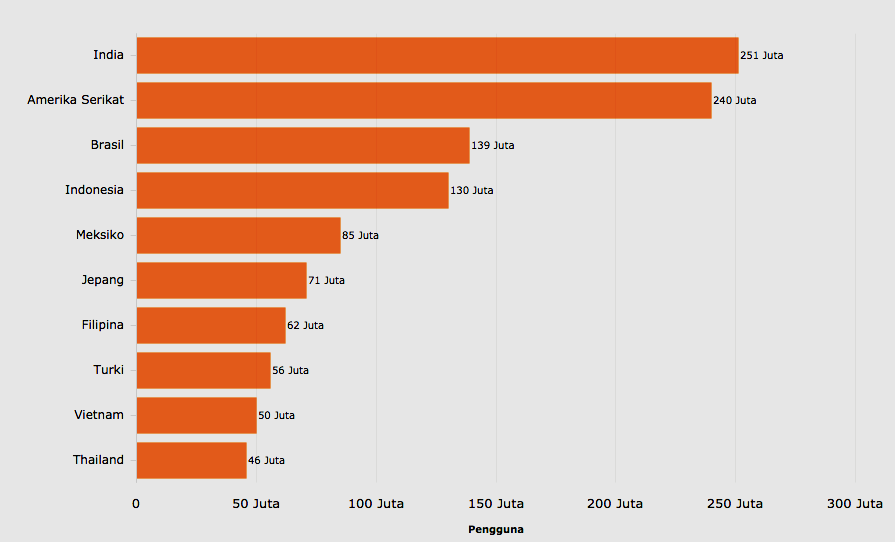 India
251 Juta
Amerika Serikat
240 Juta
Brasil
139 Juta
Indonesia
130 Juta
Meksiko
85 Juta
Jepang
71 Juta
Filipina
62 Juta
Turki
56 Juta
Vietnam
50 Juta
Thailand
46 Juta
0 50 Juta 100 Juta 150 Juta 200 Juta 250 Juta 300 Juta
Pengguna